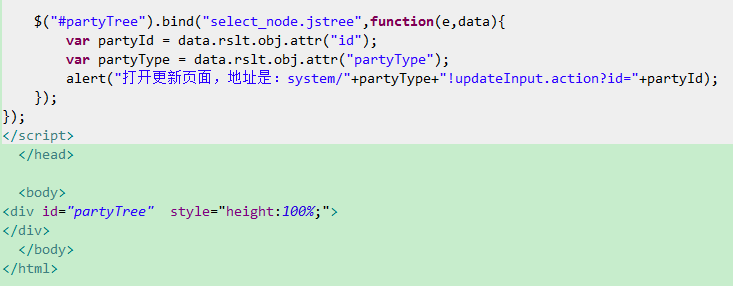 $("#partyTree").bind("select_node.jstree",function(e,data){
var partyId = data.rslt.obj.attr("id");
var partyType = data.rslt.obj.attr("partyType");
alert("打开更新页面，地址是：system/"+partyType+"!updateInput.action?id="+partyId);
});
});
</script>
</head>
<body>
<div id="partyTree" style="height:100%;">
</div>
</body>
</html>